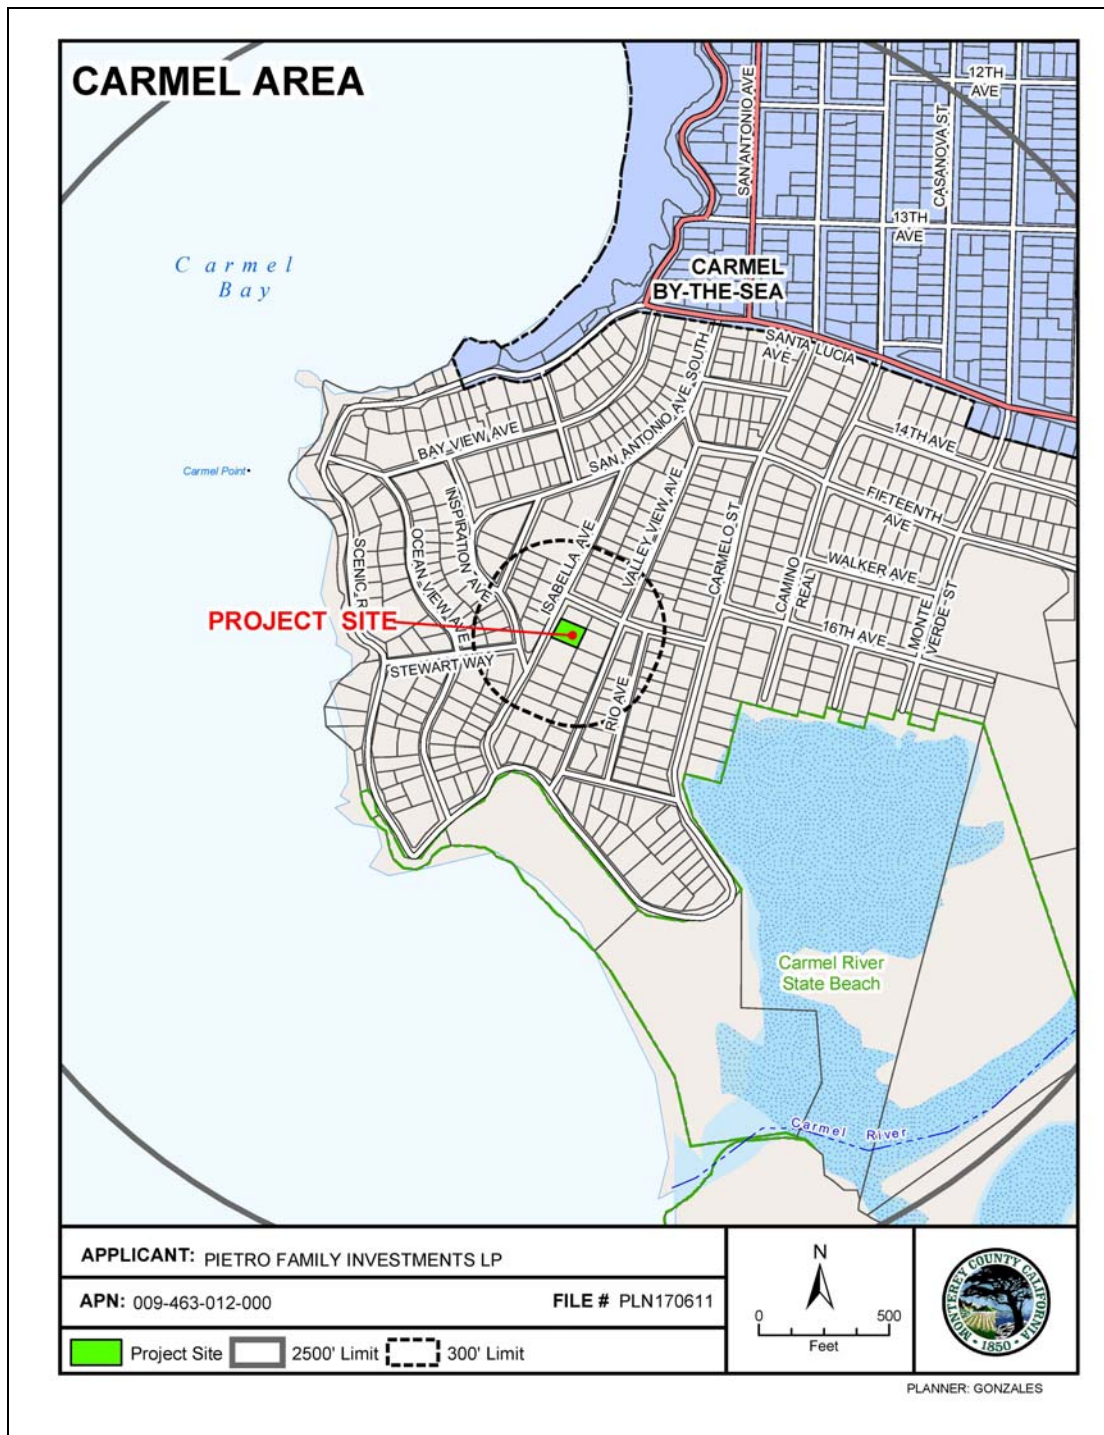 CARMEL AREA
12TH
AVE
SAN ANTONIO AVE
CASANOVA ST
13TH
AVE
Carmel
Bay
CARMEL
BY-THE-SEA
SANTA LUCIA
AVE
SAN ANTONIO AVE SOUTH
BAY VIEW AVE
14TH AVE
Carmel Point
FIFTEENTH
AVE
INSPIRATION AVE
VALLEY VIEW AVE
SCENIC R
OCEAN VIEW AVE
ISABELLA AVE
CARMELO ST
CAMINO
REAL
WALKER AVE
MONTE
VERDE ST
16TH AVE
PROJECT SITE
STEWART WAY
RIO AVE
Carmel River
State Beach
Carmel River
APPLICANT: PIETRO FAMILY INVESTMENTS LP
APN: 009-463-012-000
FILE # PLN170611
Project Site
2500' Limit
300' Limit
N
0 500
Feet
MONTEREY COUNTY CALIFORNIA
1850
PLANNER: GONZALES